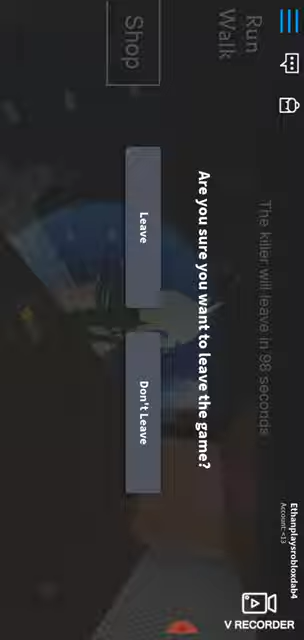 Run
Walk
Shop
The killer will leave in 98 seconds
Are you sure you want to leave the game?
Leave
Don't Leave
Ethanplaysrobloxdab4
Account: <13
V RECORDER